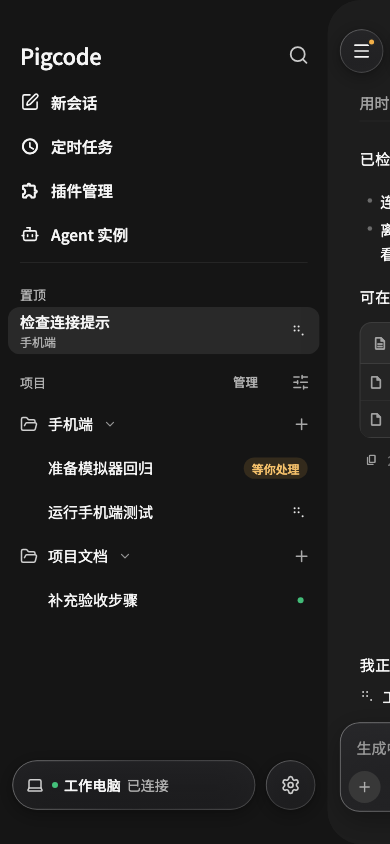 Pigcode
新会话
定时任务
插件管理
Agent 实例
置顶
检查连接提示
手机端
项目 管理
手机端
准备模拟器回归 等你处理
运行手机端测试
项目文档
补充验收步骤
工作电脑 已连接
用时
已检
连
离
看
可在
我正
生成中